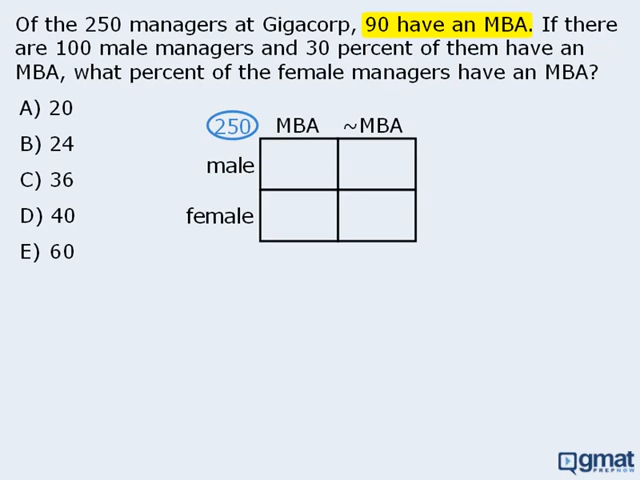 Of the 250 managers at Gigacorp, 90 have an MBA. If there
are 100 male managers and 30 percent of them have an
MBA, what percent of the female managers have an MBA?
A) 20
B) 24
C) 36
D) 40
E) 60
250 MBA ~MBA
male
female
gmat
PREPNOW